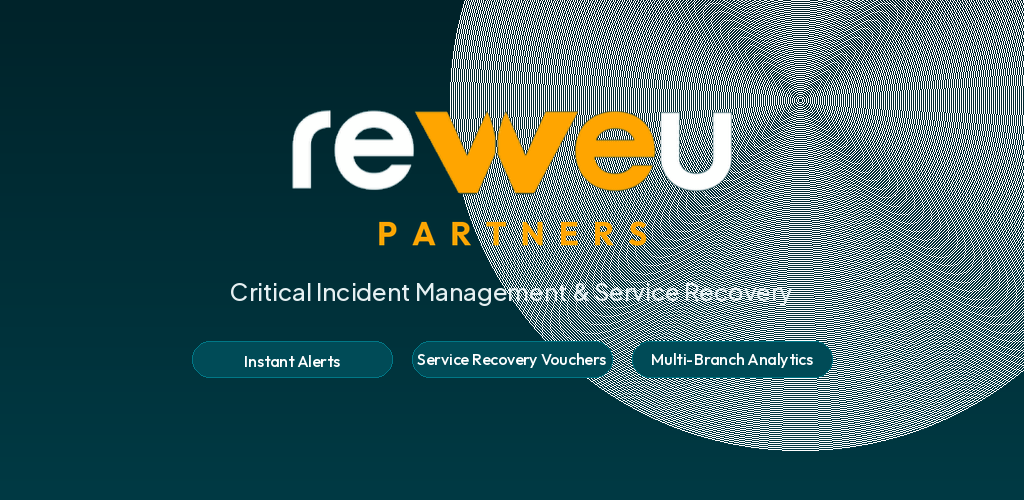 reweu
PARTNERS
Critical Incident Management & Service Recovery
Instant Alerts
Service Recovery Vouchers
Multi-Branch Analytics